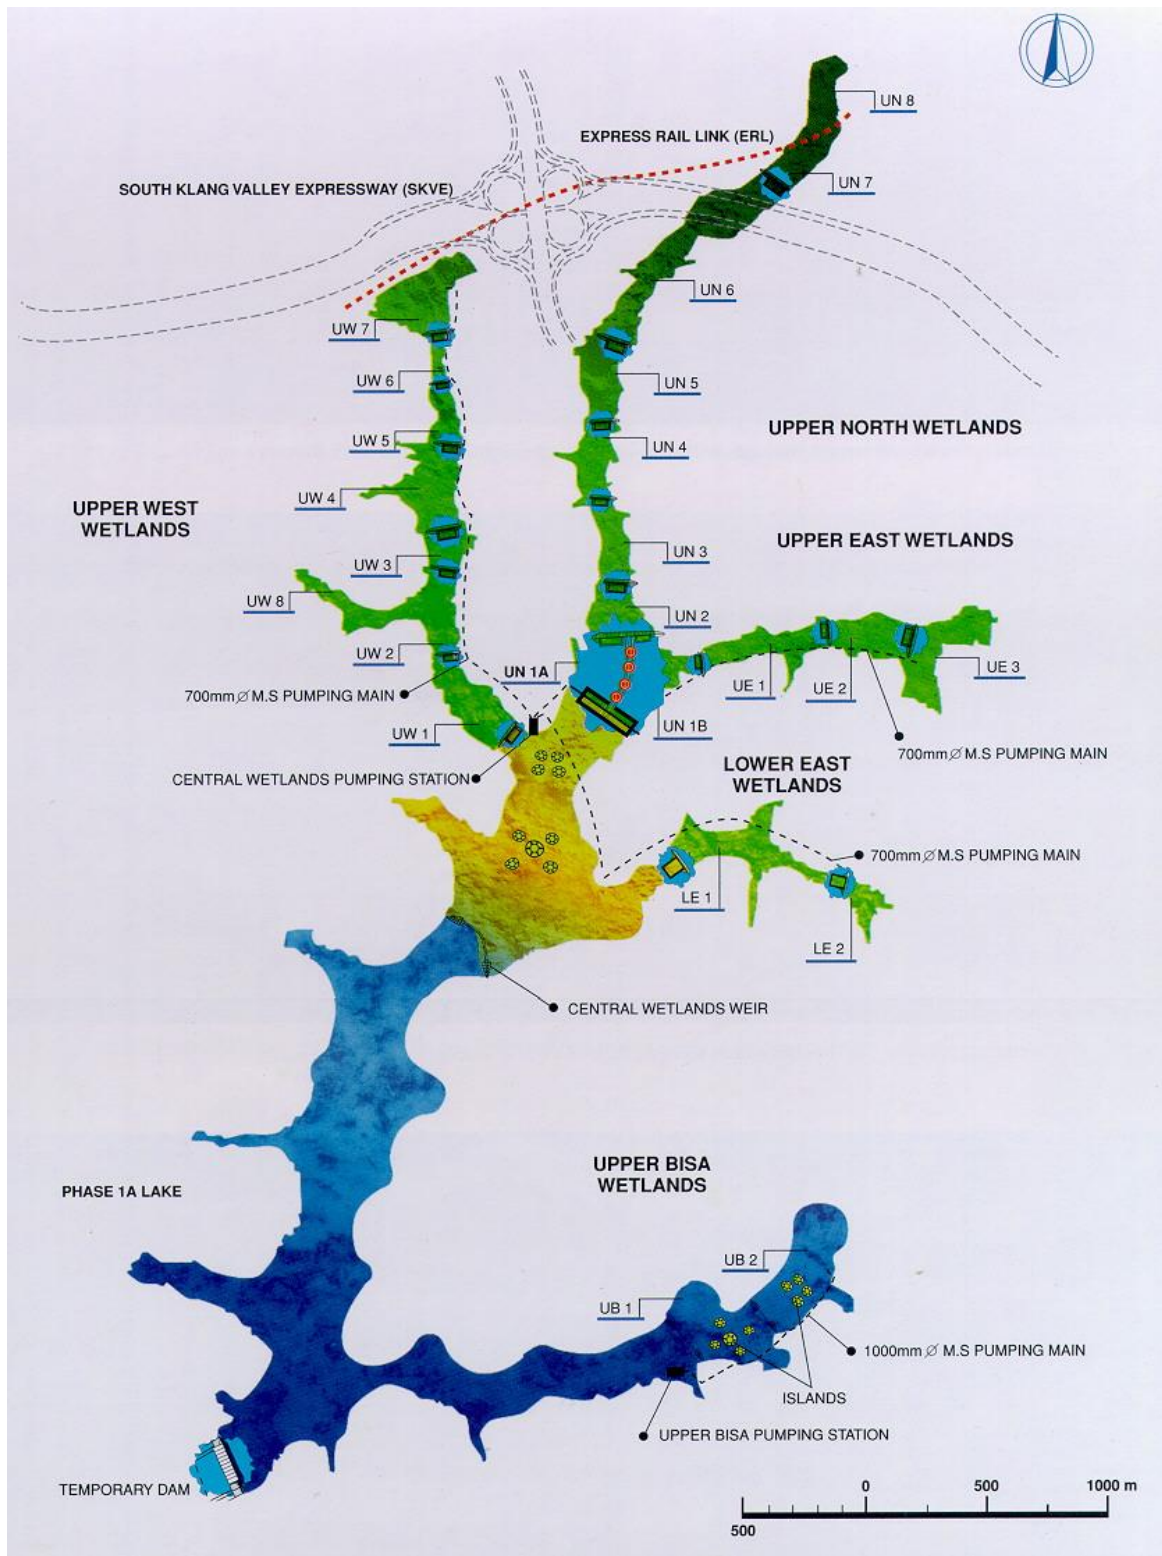 UN 8
EXPRESS RAIL LINK (ERL)
SOUTH KLANG VALLEY EXPRESSWAY (SKVE)
UN 7
UN 6
UW 7
UW 6
UN 5
UPPER NORTH WETLANDS
UW 5
UN 4
UW 4
UPPER WEST
WETLANDS
UPPER EAST WETLANDS
UN 3
UW 3
UW 8
UN 2
UW 2
UN 1A
UE 1
UE 2
UE 3
700mm ∅ M.S PUMPING MAIN
UW 1
UN 1B
700mm ∅ M.S PUMPING MAIN
CENTRAL WETLANDS PUMPING STATION
LOWER EAST
WETLANDS
700mm ∅ M.S PUMPING MAIN
LE 1
LE 2
CENTRAL WETLANDS WEIR
UPPER BISA
WETLANDS
PHASE 1A LAKE
UB 2
UB 1
1000mm ∅ M.S PUMPING MAIN
ISLANDS
UPPER BISA PUMPING STATION
TEMPORARY DAM
0 500 1000 m
500